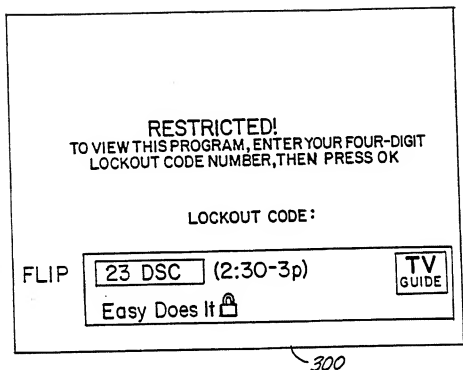 RESTRICTED!
TO VIEW THIS PROGRAM, ENTER YOUR FOUR-DIGIT
LOCKOUT CODE NUMBER, THEN PRESS OK
LOCKOUT CODE:
FLIP 23 DSC (2:30-3p) TV
GUIDE
Easy Does It
300